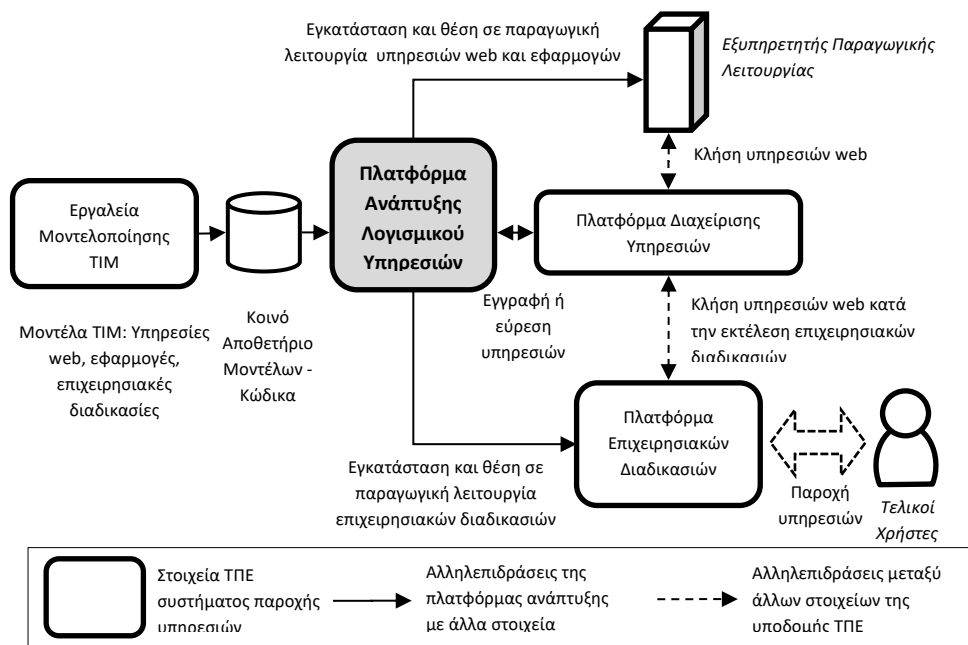 Εγκατάσταση και θέση σε παραγωγική
λειτουργία υπηρεσιών web και εφαρμογών
Εξυπηρετητής Παραγωγικής
Λειτουργίας
Κλήση υπηρεσιών web
Εργαλεία
Μοντελοποίησης
TIM
Πλατφόρμα
Ανάπτυξης
Λογισμικού
Υπηρεσιών
Πλατφόρμα Διαχείρισης
Υπηρεσιών
Μοντέλα TIM: Υπηρεσίες
web, εφαρμογές,
επιχειρησιακές
διαδικασίες
Κοινό
Αποθετήριο
Μοντέλων -
Κώδικα
Εγγραφή ή
εύρεση
υπηρεσιών
Κλήση υπηρεσιών web κατά
την εκτέλεση επιχειρησιακών
διαδικασιών
Πλατφόρμα
Επιχειρησιακών
Διαδικασιών
Εγκατάσταση και θέση σε
παραγωγική λειτουργία
επιχειρησιακών διαδικασιών
Παροχή
υπηρεσιών
Τελικοί
Χρήστες
Στοιχεία ΤΠΕ
συστήματος παροχής
υπηρεσιών
Αλληλεπιδράσεις της
πλατφόρμας ανάπτυξης
με άλλα στοιχεία
Αλληλεπιδράσεις μεταξύ
άλλων στοιχείων της
υποδομής ΤΠΕ